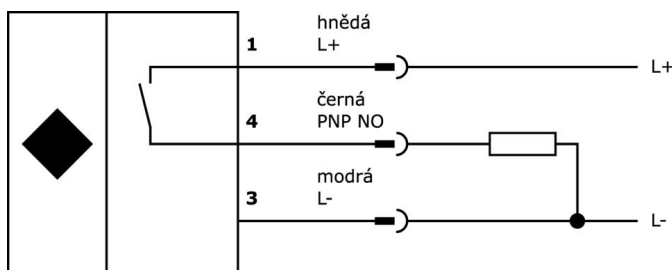 hnědá
1 L+
L+
černá
4 PNP NO
modrá
3 L-
L-